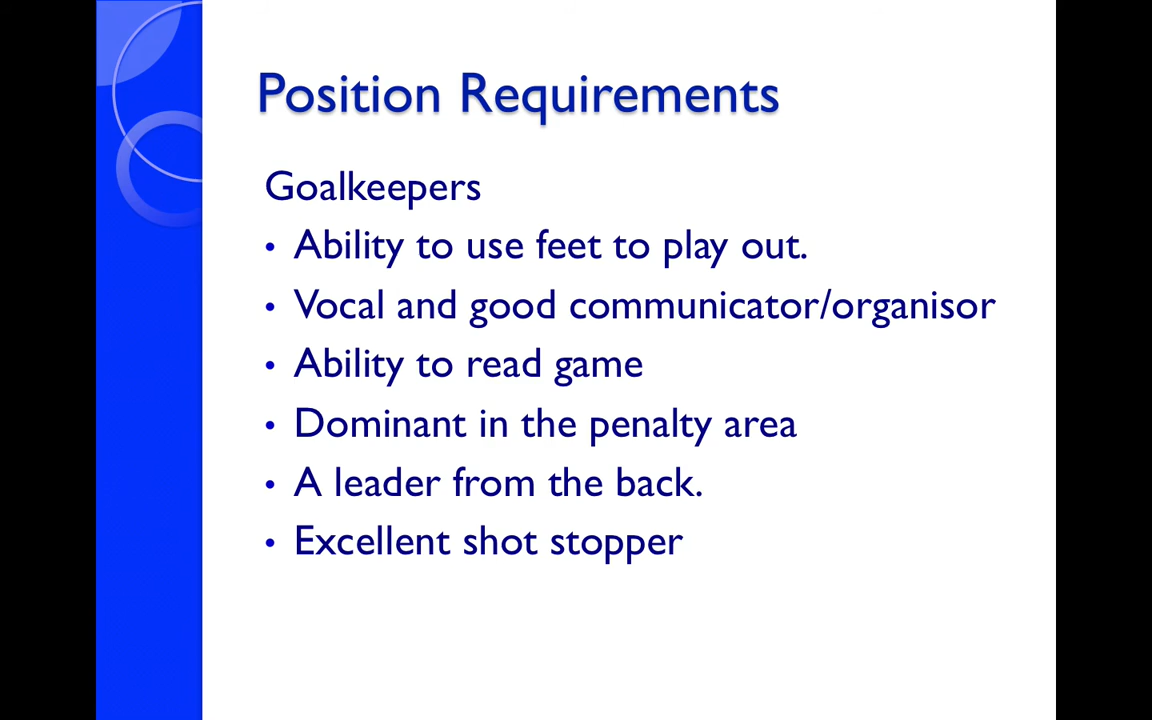 Position Requirements
Goalkeepers
• Ability to use feet to play out.
• Vocal and good communicator/organisor
• Ability to read game
• Dominant in the penalty area
• A leader from the back.
• Excellent shot stopper